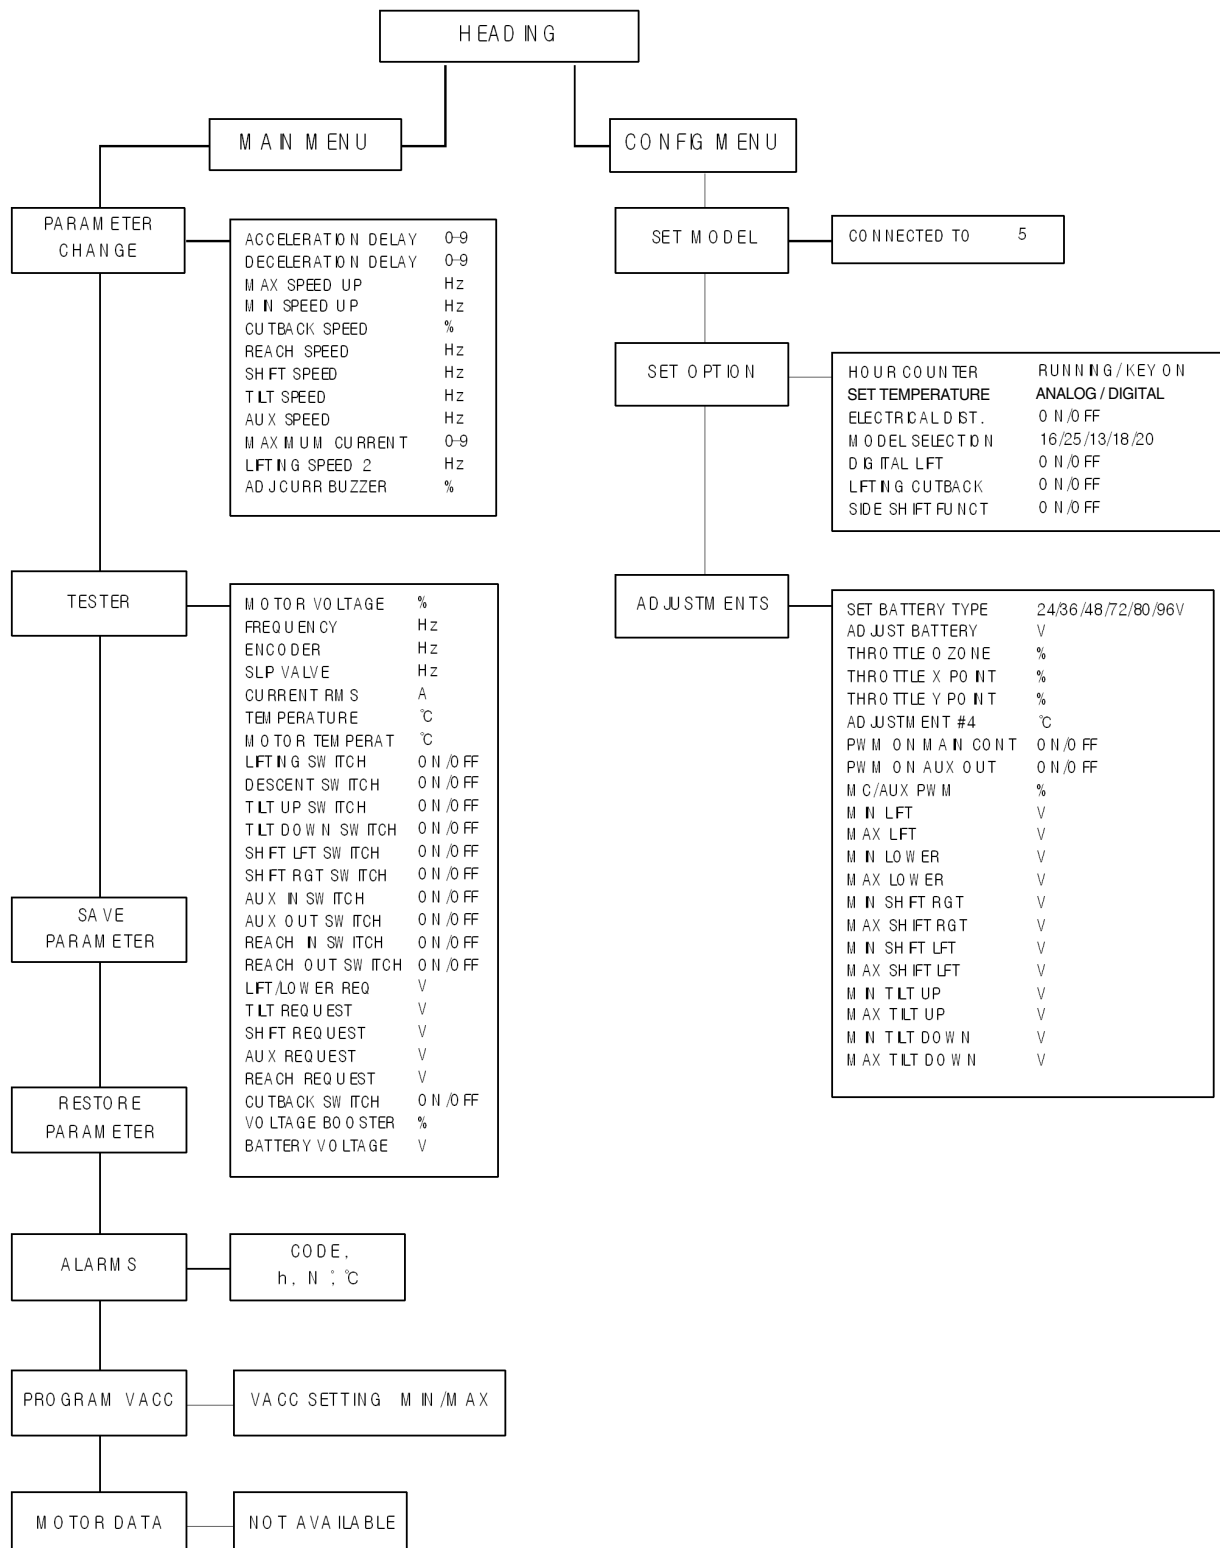 HEADING
MAIN MENU
CONFIG MENU
PARAMETER
CHANGE
ACCELERATION DELAY 0-9
DECELERATION DELAY 0-9
MAX SPEED UP Hz
MIN SPEED UP Hz
CUTBACK SPEED %
REACH SPEED Hz
SHIFT SPEED Hz
TILT SPEED Hz
AUX SPEED Hz
MAXIMUM CURRENT 0-9
LIFTING SPEED 2 Hz
ADJ CURR BUZZER %
SET MODEL
CONNECTED TO 5
SET OPTION
HOUR COUNTER RUNNING / KEY ON
SET TEMPERATURE ANALOG / DIGITAL
ELECTRICAL DIST. ON/OFF
MODEL SELECTION 16/25/13/18/20
DIGITAL LIFT ON/OFF
LIFTING CUTBACK ON/OFF
SIDE SHIFT FUNCT ON/OFF
TESTER
MOTOR VOLTAGE %
FREQUENCY Hz
ENCODER Hz
SLIP VALVE Hz
CURRENT RMS A
TEMPERATURE °C
MOTOR TEMPERAT °C
LIFTING SWITCH ON/OFF
DESCENT SWITCH ON/OFF
TILT UP SWITCH ON/OFF
TILT DOWN SWITCH ON/OFF
SHIFT LFT SWITCH ON/OFF
SHIFT RGT SWITCH ON/OFF
AUX IN SWITCH ON/OFF
AUX OUT SWITCH ON/OFF
REACH IN SWITCH ON/OFF
REACH OUT SWITCH ON/OFF
LIFT/LOWER REQ V
TILT REQUEST V
SHIFT REQUEST V
AUX REQUEST V
REACH REQUEST V
CUTBACK SWITCH ON/OFF
VOLTAGE BOOSTER %
BATTERY VOLTAGE V
ADJUSTMENTS
SET BATTERY TYPE 24/36/48/72/80/96V
ADJUST BATTERY V
THROTTLE O ZONE %
THROTTLE X POINT %
THROTTLE Y POINT %
ADJUSTMENT #4 °C
PWM ON MAIN CONT ON/OFF
PWM ON AUX OUT ON/OFF
MC/AUX PWM %
MIN LIFT V
MAX LIFT V
MIN LOWER V
MAX LOWER V
MIN SHIFT RGT V
MAX SHIFT RGT V
MIN SHIFT LFT V
MAX SHIFT LFT V
MIN TILT UP V
MAX TILT UP V
MIN TILT DOWN V
MAX TILT DOWN V
SAVE
PARAMETER
RESTORE
PARAMETER
ALARMS
CODE,
h, N°, °C
PROGRAM VACC
VACC SETTING MIN/MAX
MOTOR DATA
NOT AVAILABLE